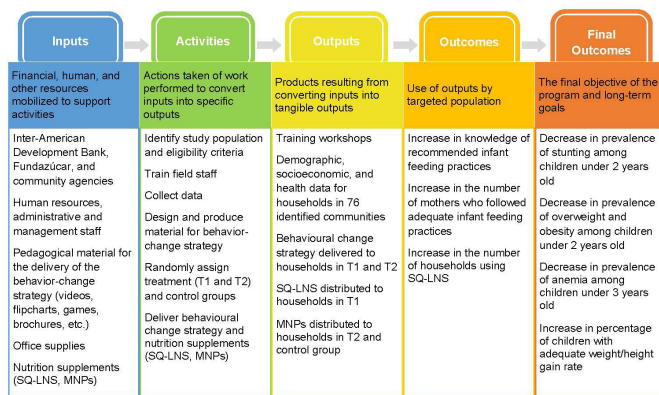 Inputs
Activities
Outputs
Outcomes
Final
Outcomes
Financial, human, and
other resources
mobilized to support
activities
Actions taken of work
performed to convert
inputs into specific
outputs
Products resulting from
converting inputs into
tangible outputs
Use of outputs by
targeted population
The final objective of the
program and long-term
goals
Inter-American
Development Bank,
Fundazúcar, and
community agencies
Human resources,
administrative and
management staff
Pedagogical material for
the delivery of the
behavior-change
strategy (videos,
flipcharts, games,
brochures, etc.)
Office supplies
Nutrition supplements
(SQ-LNS, MNPs)
Identify study population
and eligibility criteria
Train field staff
Collect data
Design and produce
material for behavior-
change strategy
Randomly assign
treatment (T1 and T2)
and control groups
Deliver behavioural
change strategy and
nutrition supplements
(SQ-LNS, MNPs)
Training workshops
Demographic,
socioeconomic, and
health data for
households in 76
identified communities
Behavioural change
strategy delivered to
households in T1 and T2
SQ-LNS distributed to
households in T1
MNPs distributed to
households in T2 and
control group
Increase in knowledge of
recommended infant
feeding practices
Increase in the number
of mothers who followed
adequate infant feeding
practices
Increase in the number
of households using
SQ-LNS
Decrease in prevalence
of stunting among
children under 2 years
old
Decrease in prevalence
of overweight and
obesity among children
under 2 years old
Decrease in prevalence
of anemia among
children under 3 years
old
Increase in percentage
of children with
adequate weight/height
gain rate